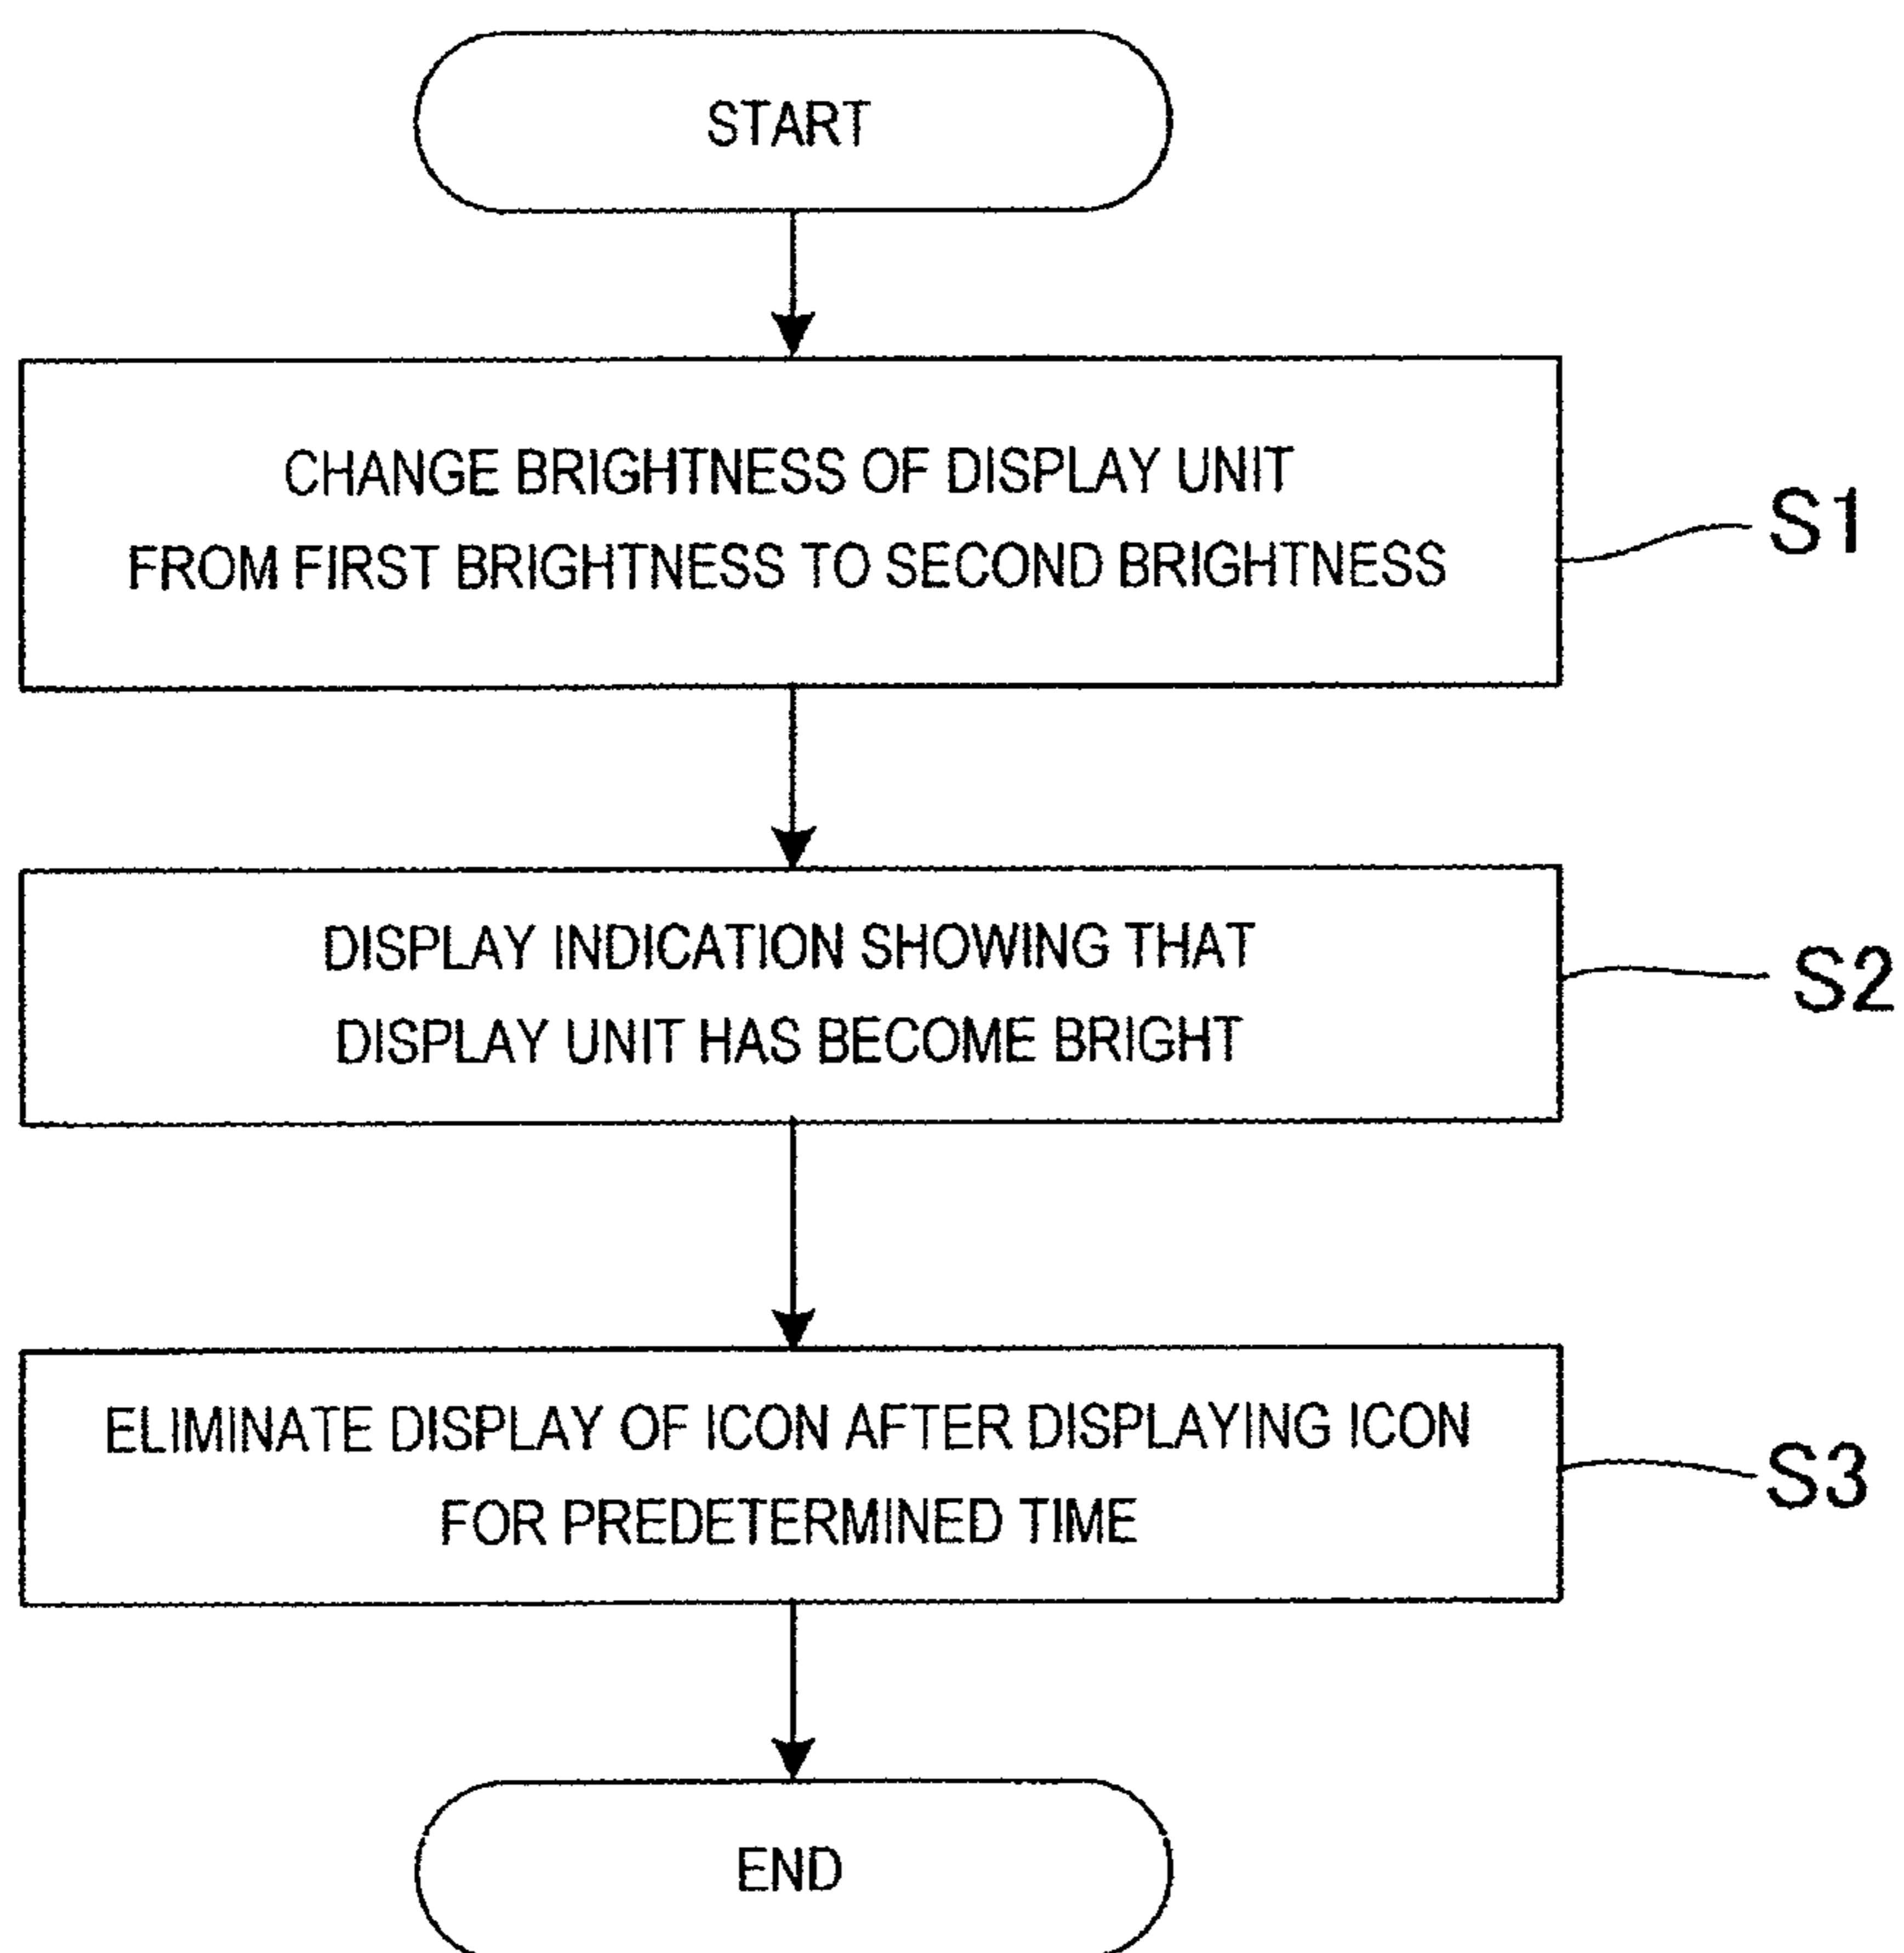 START
CHANGE BRIGHTNESS OF DISPLAY UNIT
FROM FIRST BRIGHTNESS TO SECOND BRIGHTNESS
S1
DISPLAY INDICATION SHOWING THAT
DISPLAY UNIT HAS BECOME BRIGHT
S2
ELIMINATE DISPLAY OF ICON AFTER DISPLAYING ICON
FOR PREDETERMINED TIME
S3
END